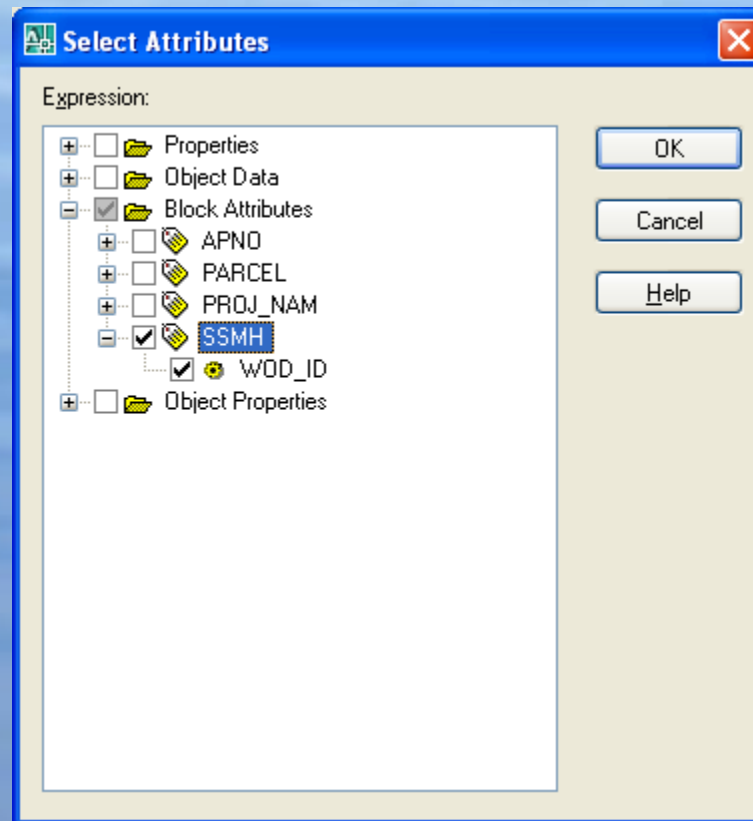 Select Attributes
Expression:
Properties
Object Data
Block Attributes
APNO
PARCEL
PROJ_NAM
SSMH
WOD_ID
Object Properties
OK
Cancel
Help